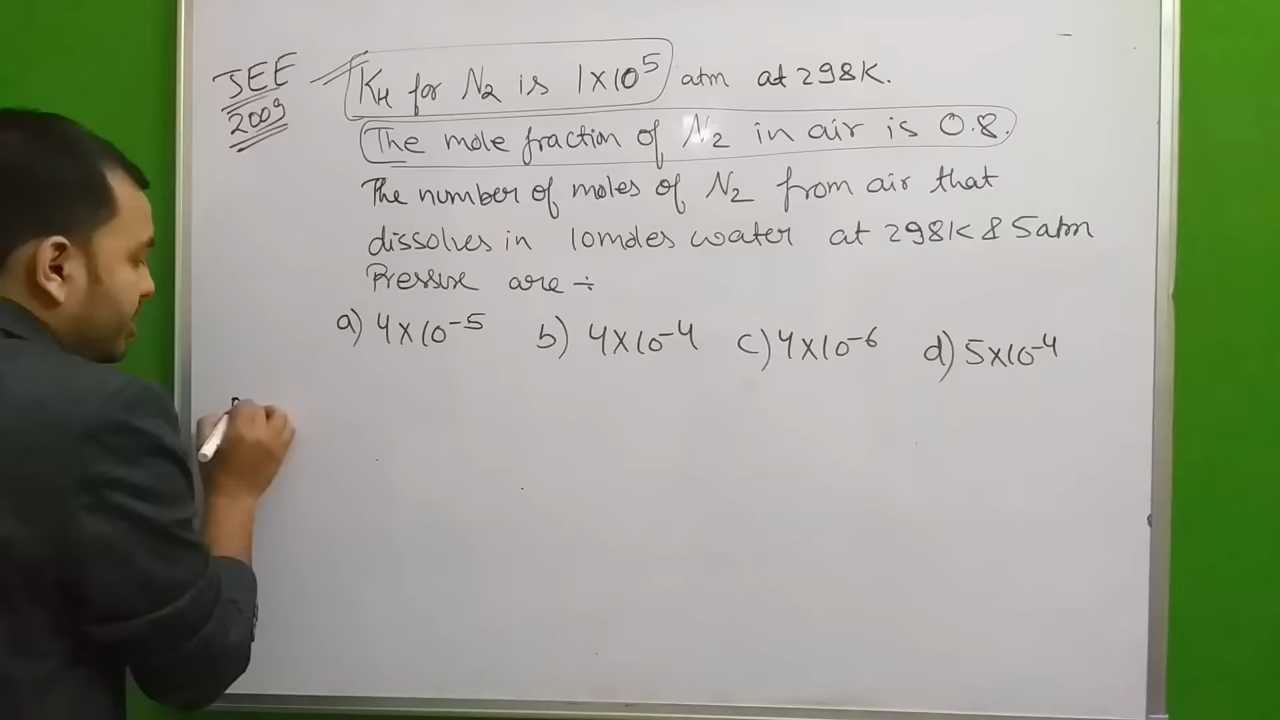 JEE
2009
KH for N2 is 1×10^5 atm at 298K.
The mole fraction of N2 in air is 0.8.
The number of moles of N2 from air that
dissolves in 10moles water at 298K & 5atm
Pressure are ÷
a) 4×10^-5 b) 4×10^-4 c) 4×10^-6 d) 5×10^-4